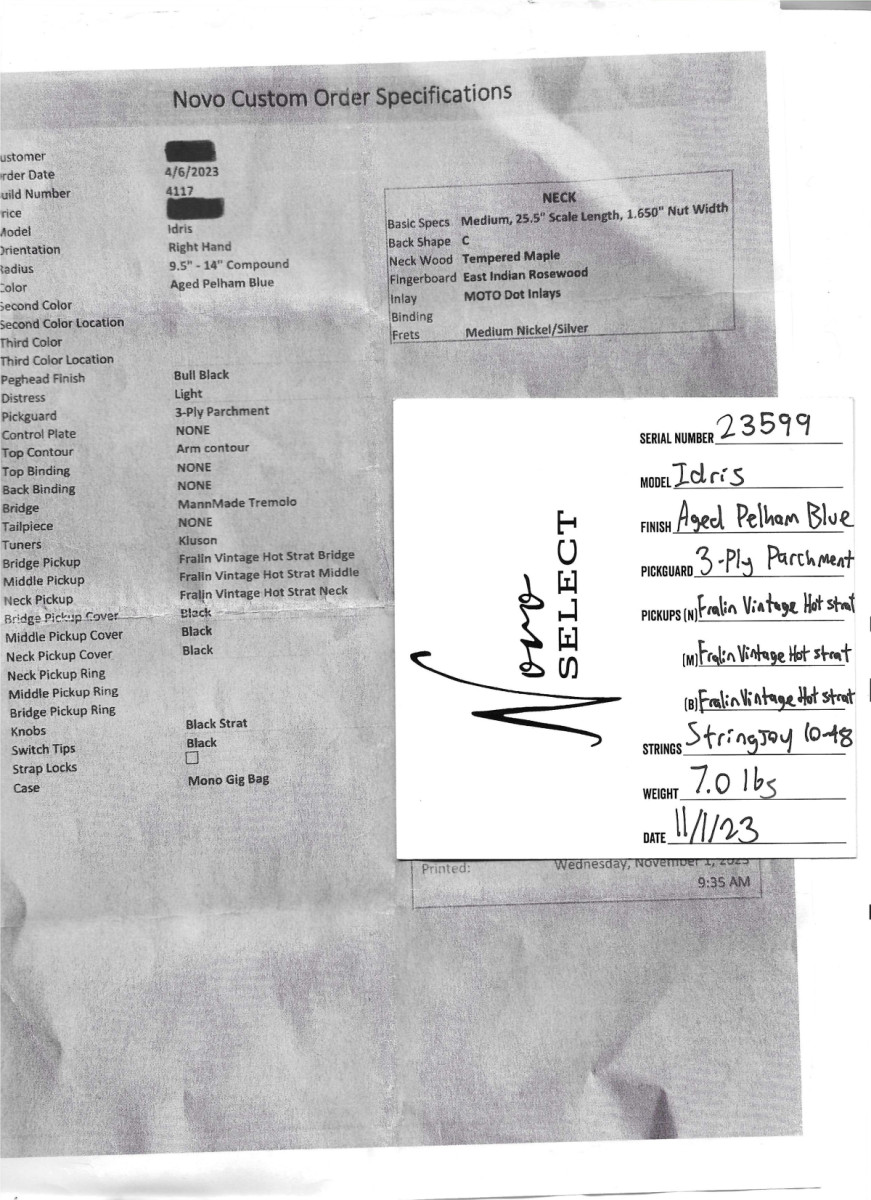 Novo Custom Order Specifications
ustomer
rder Date 4/6/2023
uild Number 4117
rice
Model Idris
Orientation Right Hand
Radius 9.5" - 14" Compound
Color Aged Pelham Blue
Second Color
Second Color Location
Third Color
Third Color Location
Peghead Finish Bull Black
Distress Light
Pickguard 3-Ply Parchment
Control Plate NONE
Top Contour Arm contour
Top Binding NONE
Back Binding NONE
Bridge MannMade Tremolo
Tailpiece NONE
Tuners Kluson
Bridge Pickup Fralin Vintage Hot Strat Bridge
Middle Pickup Fralin Vintage Hot Strat Middle
Neck Pickup Fralin Vintage Hot Strat Neck
Bridge Pickup Cover Black
Middle Pickup Cover Black
Neck Pickup Cover Black
Neck Pickup Ring
Middle Pickup Ring
Bridge Pickup Ring
Knobs Black Strat
Switch Tips Black
Strap Locks
Case Mono Gig Bag
NECK
Basic Specs Medium, 25.5" Scale Length, 1.650" Nut Width
Back Shape C
Neck Wood Tempered Maple
Fingerboard East Indian Rosewood
Inlay MOTO Dot Inlays
Binding
Frets Medium Nickel/Silver
Novo
SELECT
SERIAL NUMBER 23599
MODEL Idris
FINISH Aged Pelham Blue
PICKGUARD 3-Ply Parchment
PICKUPS (N) Fralin Vintage Hot strat
(M) Fralin Vintage Hot strat
(B) Fralin Vintage Hot strat
STRINGS Stringjoy 10-48
WEIGHT 7.0 lbs
DATE 11/1/23
Printed: Wednesday, November 1, 2023
9:35 AM